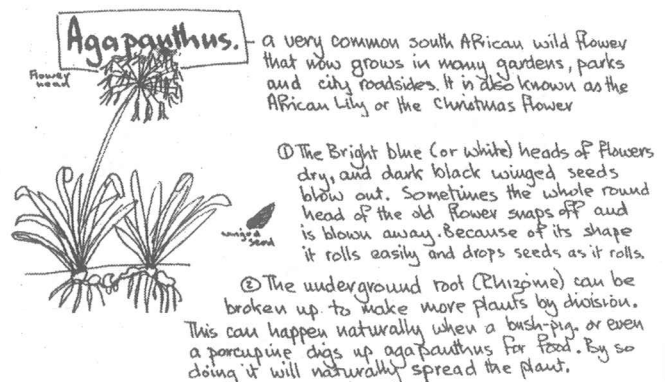 Agapanthus.
a very common South African wild flower
that now grows in many gardens, parks
and city roadsides. It is also known as the
African Lily or the Christmas Flower
Flower
head
① The Bright blue (or white) heads of flowers
dry, and dark black winged seeds
blow out. Sometimes the whole round
head of the old flower snaps off and
is blown away. Because of its shape
it rolls easily and drops seeds as it rolls.
winged
seed
② The underground root (Rhizome) can be
broken up to make more plants by division.
This can happen naturally when a bush-pig. or even
a porcupine digs up agapanthus for food. By so
doing it will naturally spread the plant.